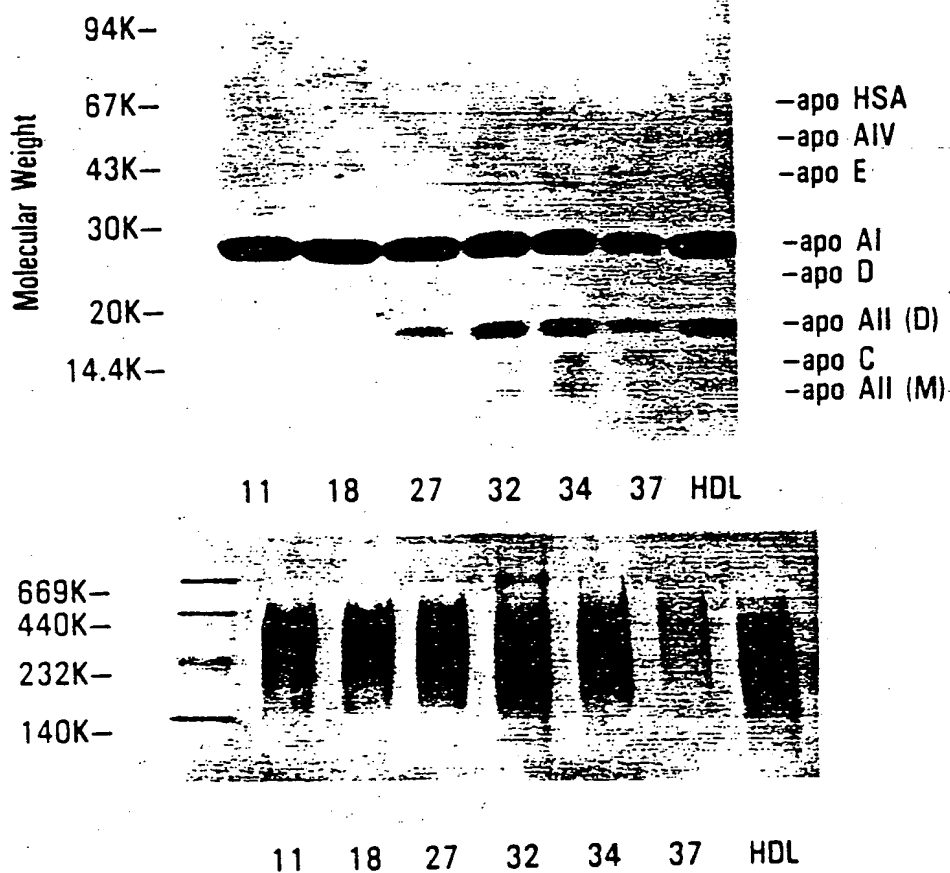 Molecular Weight
94K–
67K–
43K–
30K–
20K–
14.4K–
–apo HSA
–apo AIV
–apo E
–apo AI
–apo D
–apo AII (D)
–apo C
–apo AII (M)
11 18 27 32 34 37 HDL
669K–
440K–
232K–
140K–
11 18 27 32 34 37 HDL